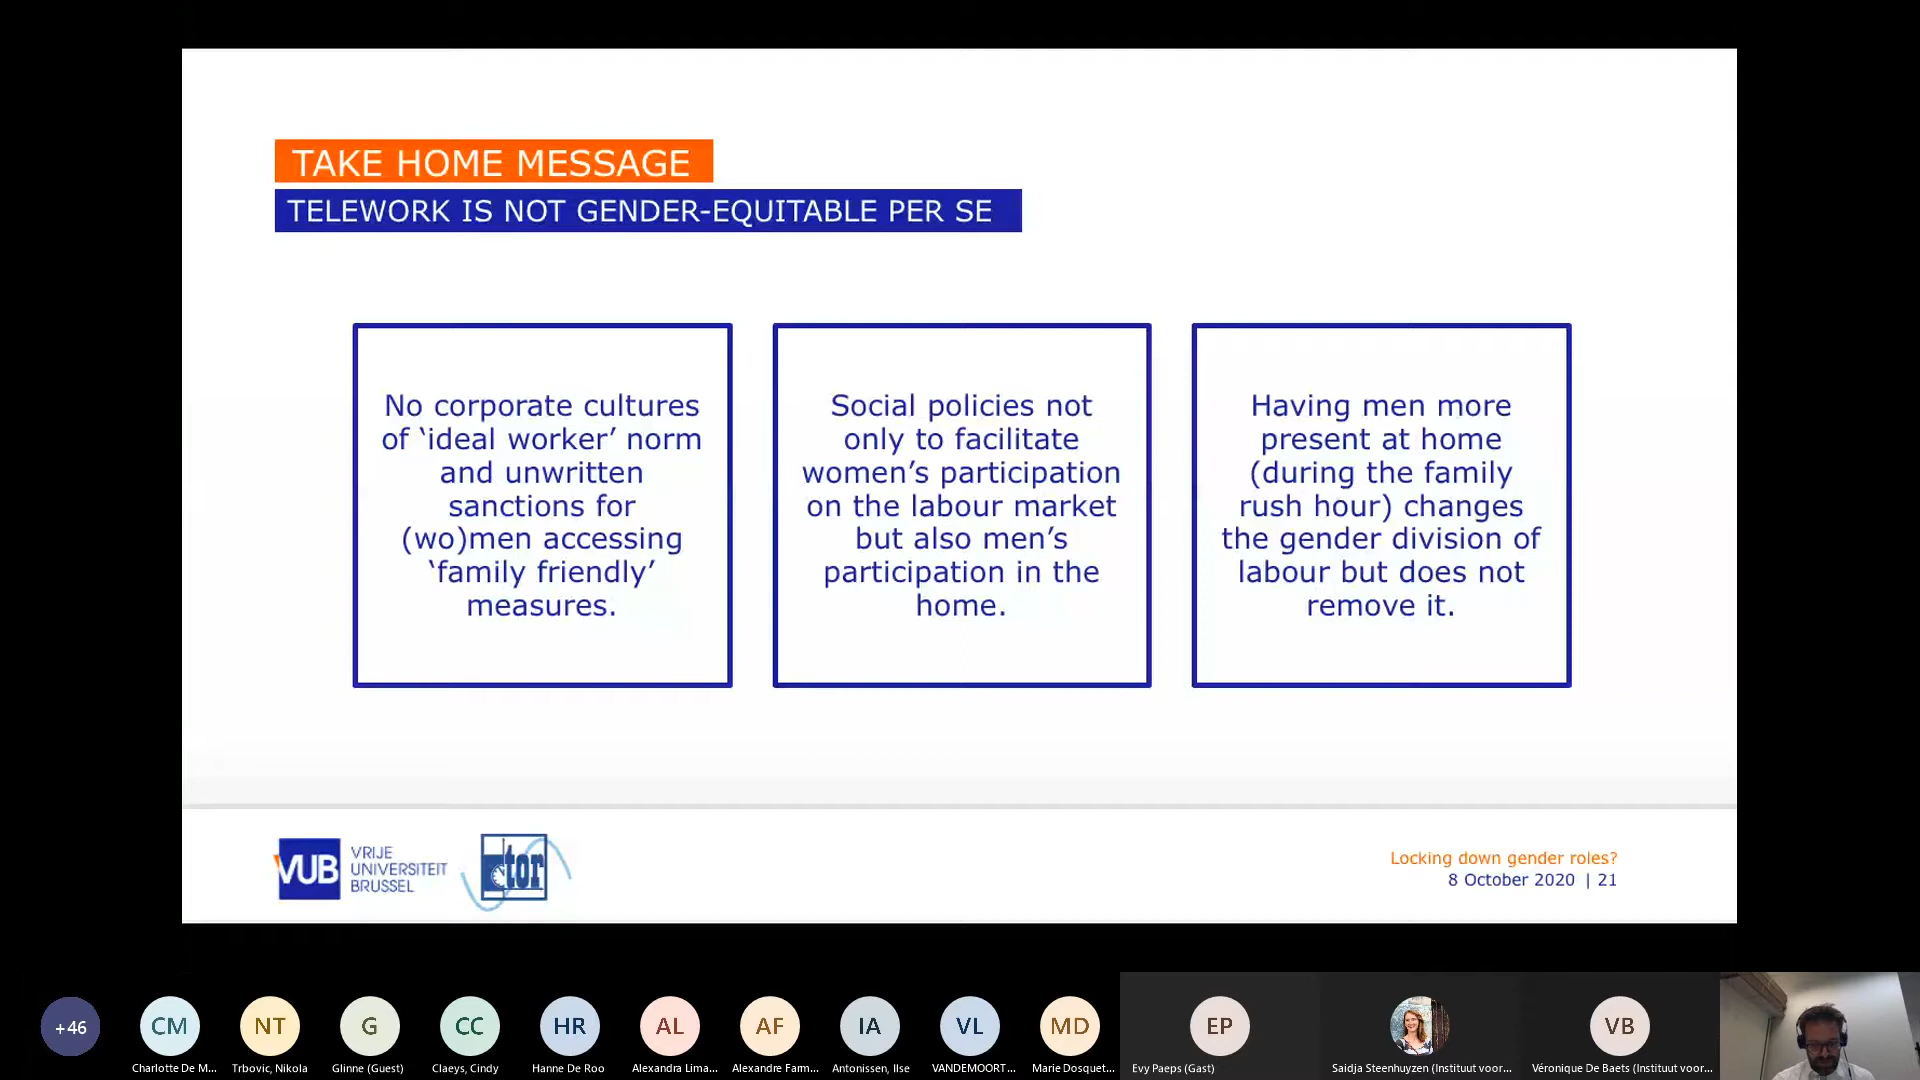 TAKE HOME MESSAGE
TELEWORK IS NOT GENDER-EQUITABLE PER SE
No corporate cultures
of ‘ideal worker’ norm
and unwritten
sanctions for
(wo)men accessing
‘family friendly’
measures.
Social policies not
only to facilitate
women’s participation
on the labour market
but also men’s
participation in the
home.
Having men more
present at home
(during the family
rush hour) changes
the gender division of
labour but does not
remove it.
VUB
VRIJE
UNIVERSITEIT
BRUSSEL
tor
Locking down gender roles?
8 October 2020 | 21
+46
CM
NT
G
CC
HR
AL
AF
IA
VL
MD
EP
VB
Charlotte De M...
Trbovic, Nikola
Glinne (Guest)
Claeys, Cindy
Hanne De Roo
Alexandra Lima...
Alexandre Farm...
Antonissen, Ilse
VANDEMOORT...
Marie Dosquet...
Evy Paeps (Gast)
Saidja Steenhuyzen (Instituut voor...
Véronique De Baets (Instituut voor...